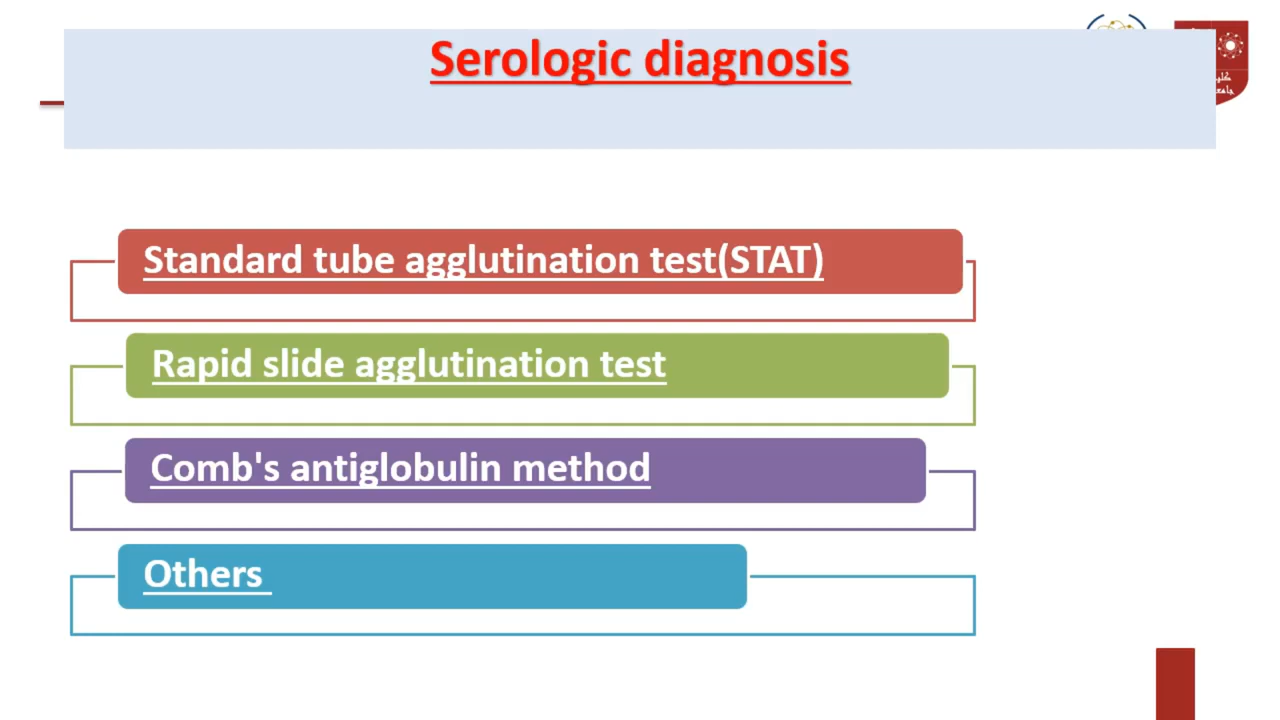 Serologic diagnosis
Standard tube agglutination test(STAT)
Rapid slide agglutination test
Comb's antiglobulin method
Others